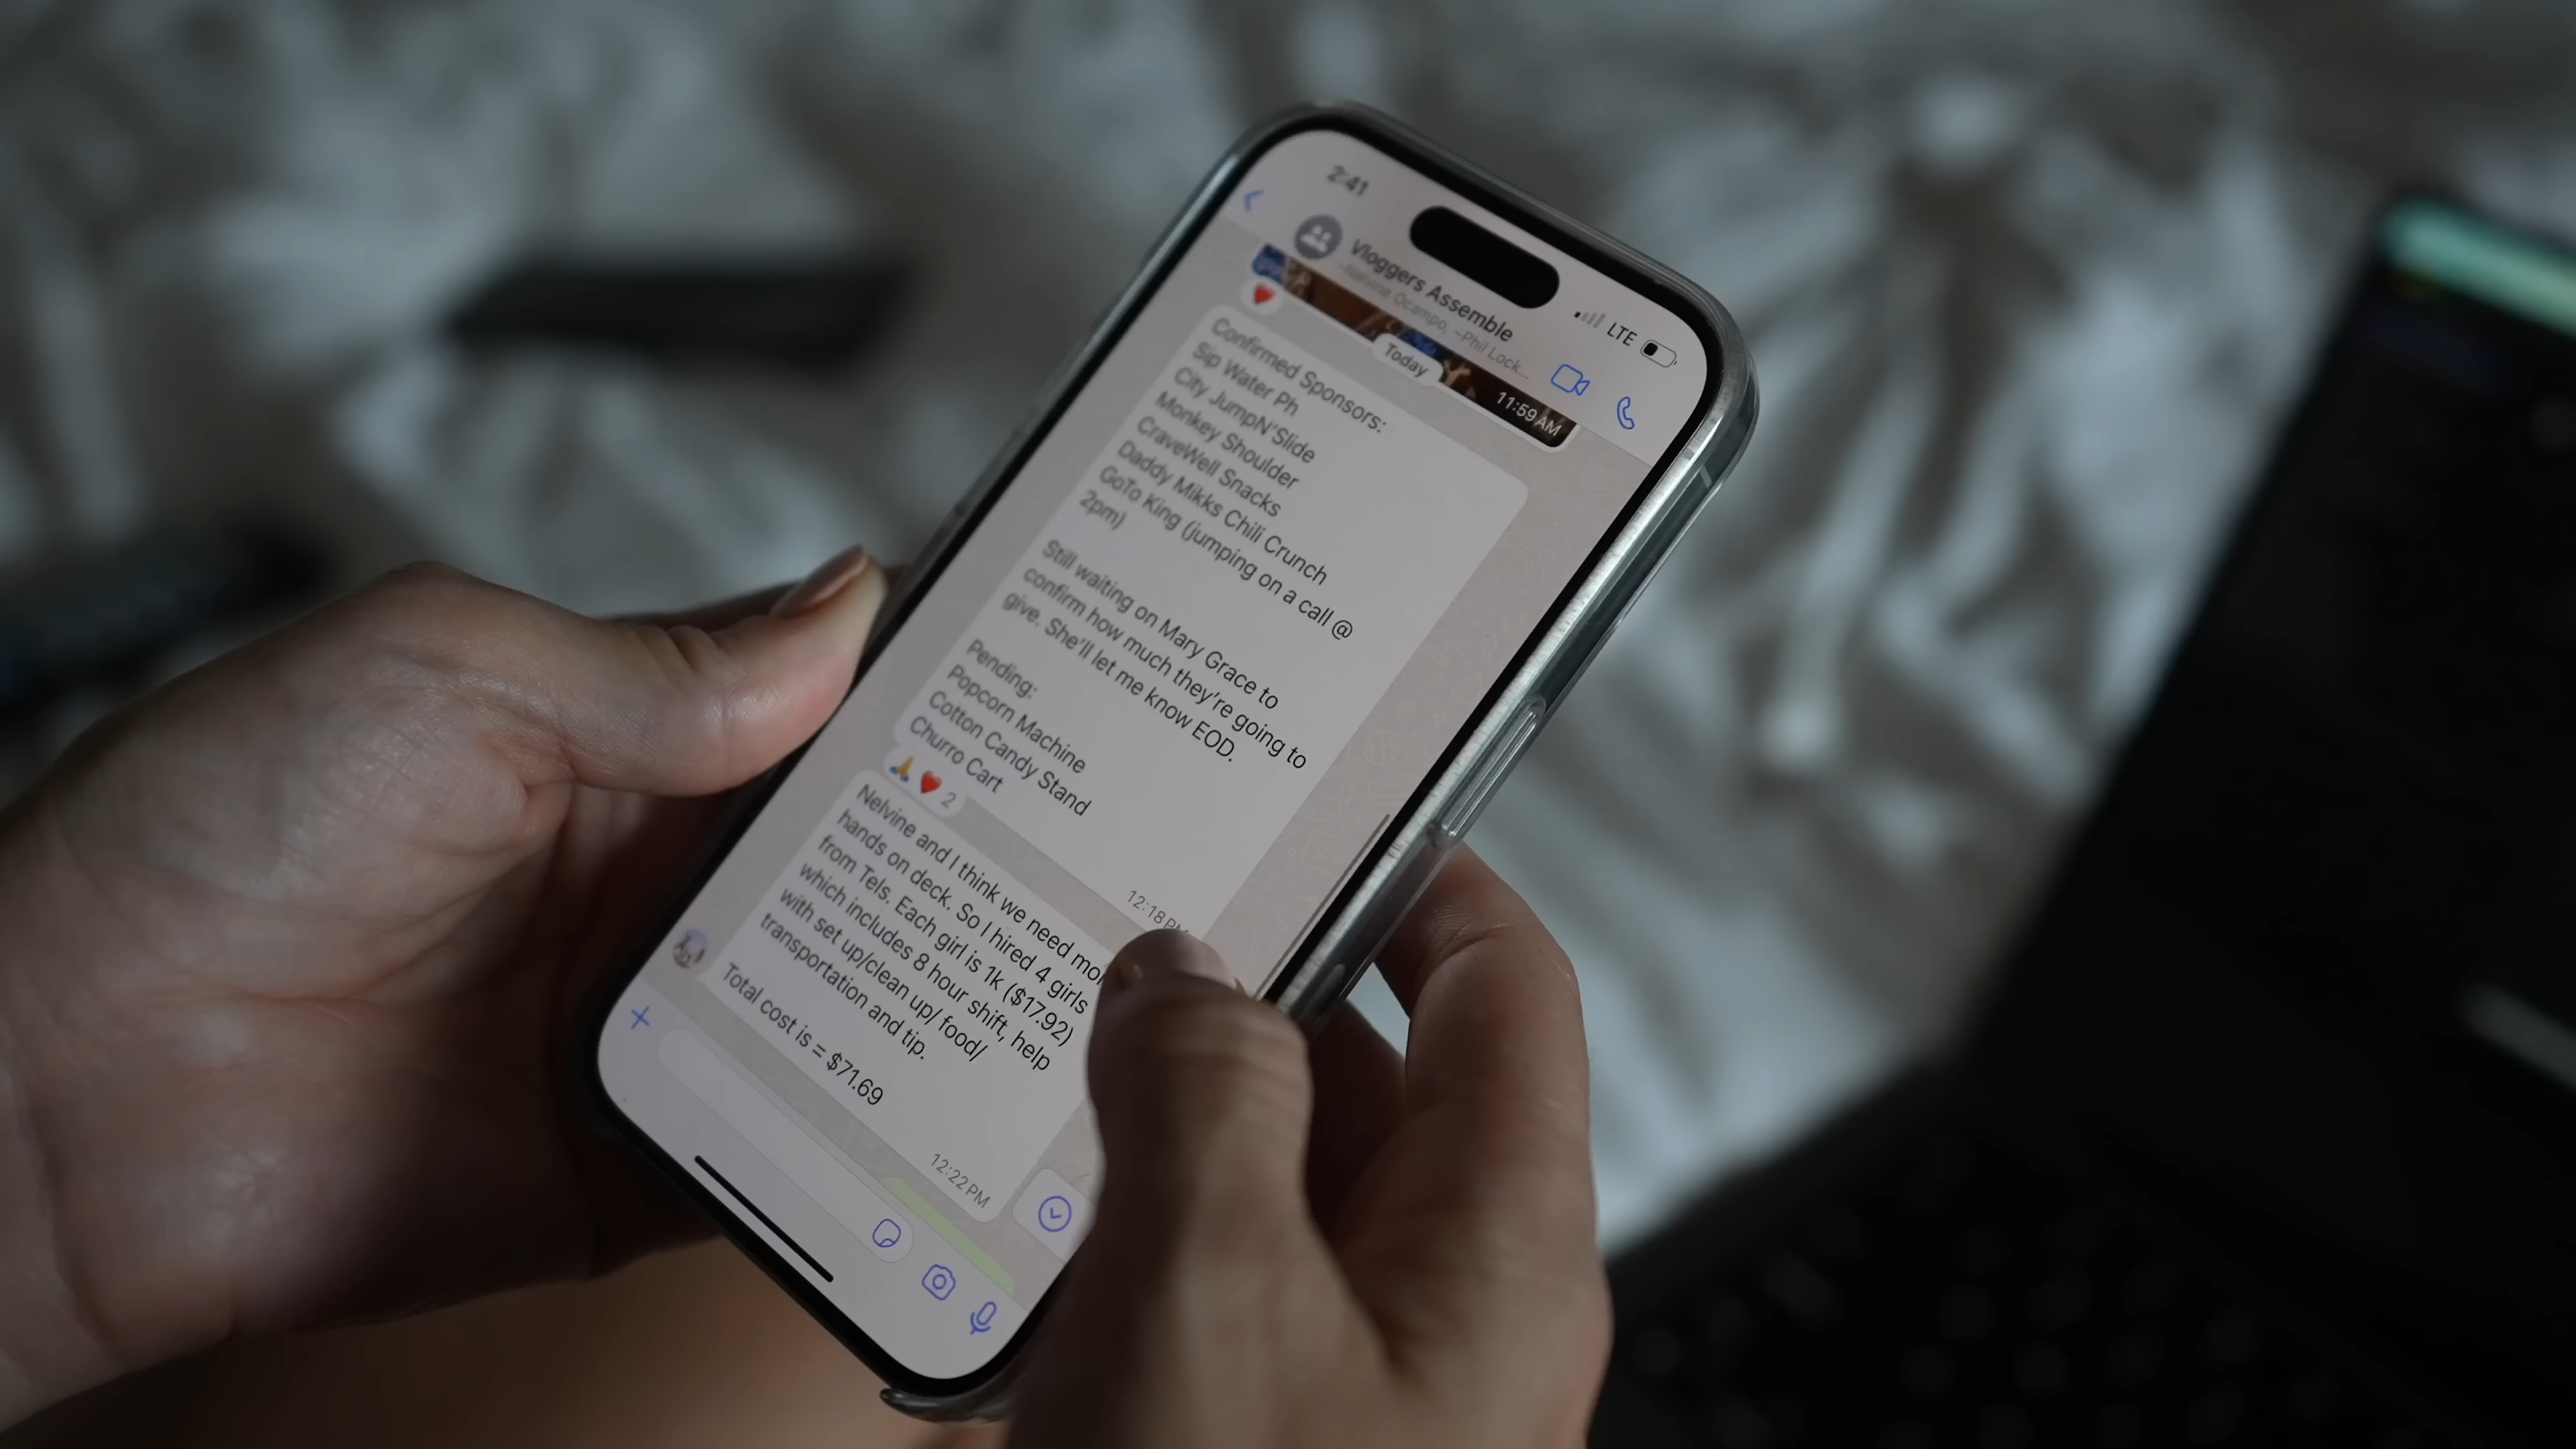 2:41
LTE
Vloggers Assemble
~Nelvine Ocampo, ~Phil Lock...
11:59 AM
Today
Confirmed Sponsors:
Sip Water Ph
City JumpN'Slide
Monkey Shoulder
CraveWell Snacks
Daddy Mikks Chili Crunch
GoTo King (jumping on a call @
2pm)
Still waiting on Mary Grace to
confirm how much they're going to
give. She'll let me know EOD.
Pending:
Popcorn Machine
Cotton Candy Stand
Churro Cart
2
12:18 PM
Nelvine and I think we need
hands on deck. So I hired 4 girls
from Tels. Each girl is 1k ($17.92)
which includes 8 hour shift, help
with set up/clean up/ food/
transportation and tip.
Total cost is = $71.69
12:22 PM